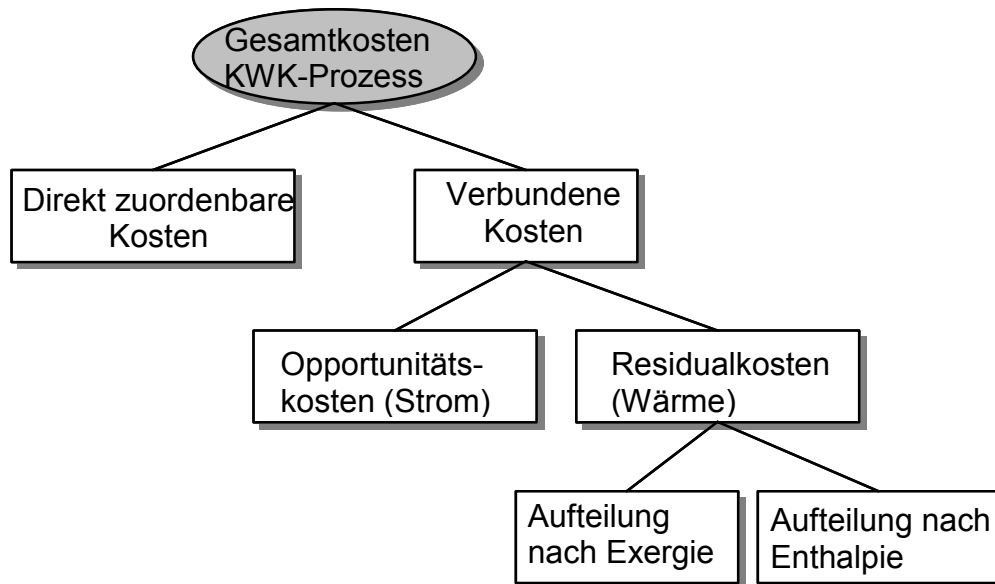 Gesamtkosten
KWK-Prozess
Direkt zuordenbare
Kosten
Verbundene
Kosten
Opportunitäts-
kosten (Strom)
Residualkosten
(Wärme)
Aufteilung
nach Exergie
Aufteilung nach
Enthalpie